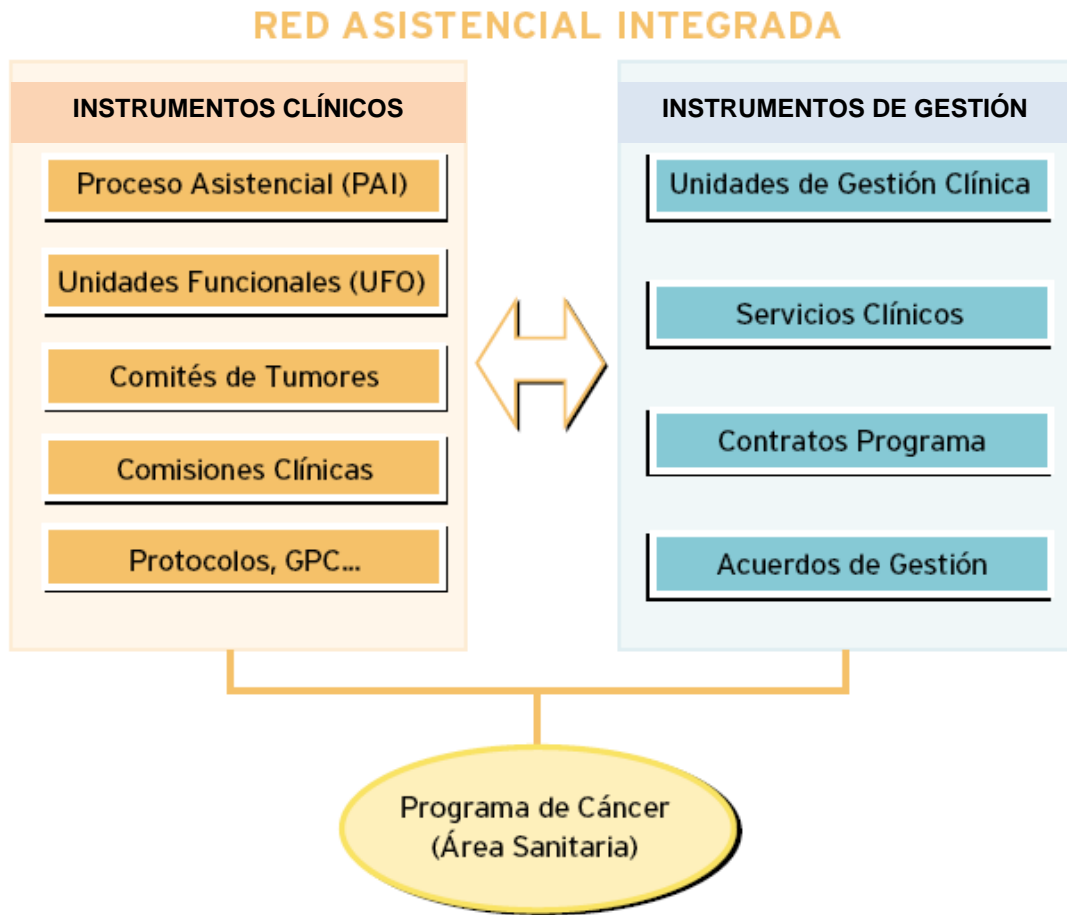 RED ASISTENCIAL INTEGRADA
INSTRUMENTOS CLÍNICOS
Proceso Asistencial (PAI)
Unidades Funcionales (UFO)
Comités de Tumores
Comisiones Clínicas
Protocolos, GPC...
INSTRUMENTOS DE GESTIÓN
Unidades de Gestión Clínica
Servicios Clínicos
Contratos Programa
Acuerdos de Gestión
Programa de Cáncer
(Área Sanitaria)